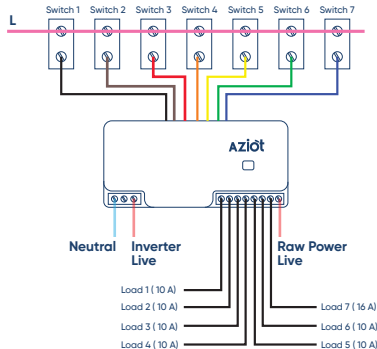 Switch 1 Switch 2 Switch 3 Switch 4 Switch 5 Switch 6 Switch 7
L
AZIOT
Neutral Inverter Live Raw Power Live
Load 1 ( 10 A)
Load 2 ( 10 A) Load 7 ( 16 A)
Load 3 ( 10 A) Load 6 ( 10 A)
Load 4 ( 10 A) Load 5 ( 10 A)